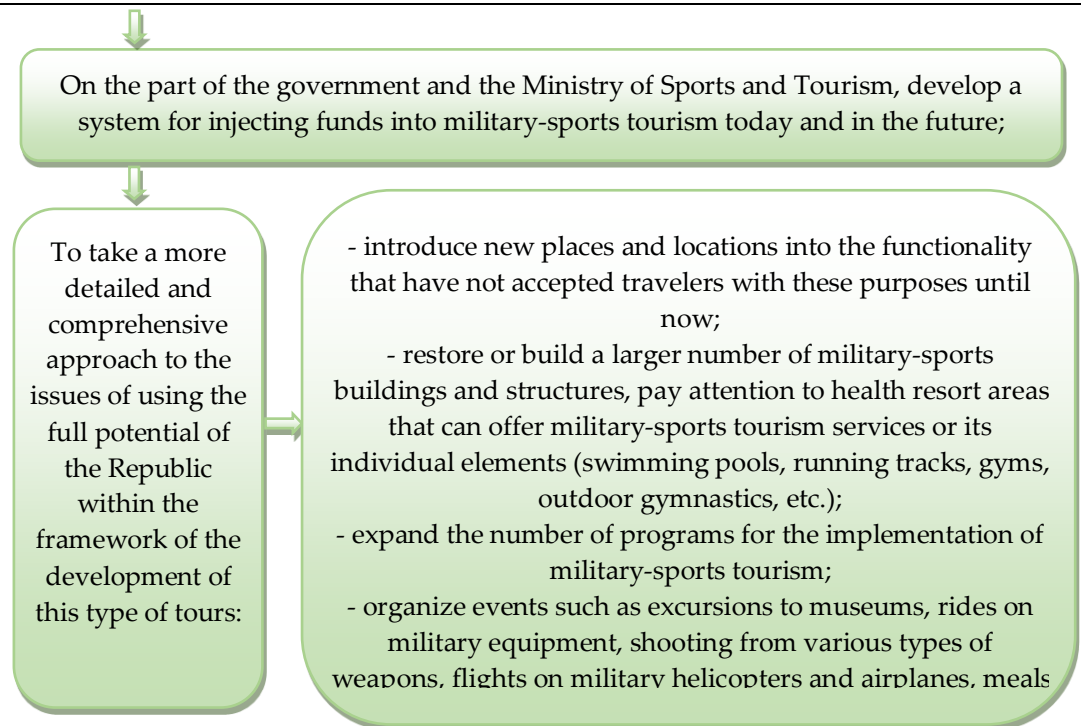 On the part of the government and the Ministry of Sports and Tourism, develop a
system for injecting funds into military-sports tourism today and in the future;
To take a more
detailed and
comprehensive
approach to the
issues of using the
full potential of
the Republic
within the
framework of the
development of
this type of tours:
- introduce new places and locations into the functionality
that have not accepted travelers with these purposes until
now;
- restore or build a larger number of military-sports
buildings and structures, pay attention to health resort areas
that can offer military-sports tourism services or its
individual elements (swimming pools, running tracks, gyms,
outdoor gymnastics, etc.);
- expand the number of programs for the implementation of
military-sports tourism;
- organize events such as excursions to museums, rides on
military equipment, shooting from various types of
weapons, flights on military helicopters and airplanes, meals